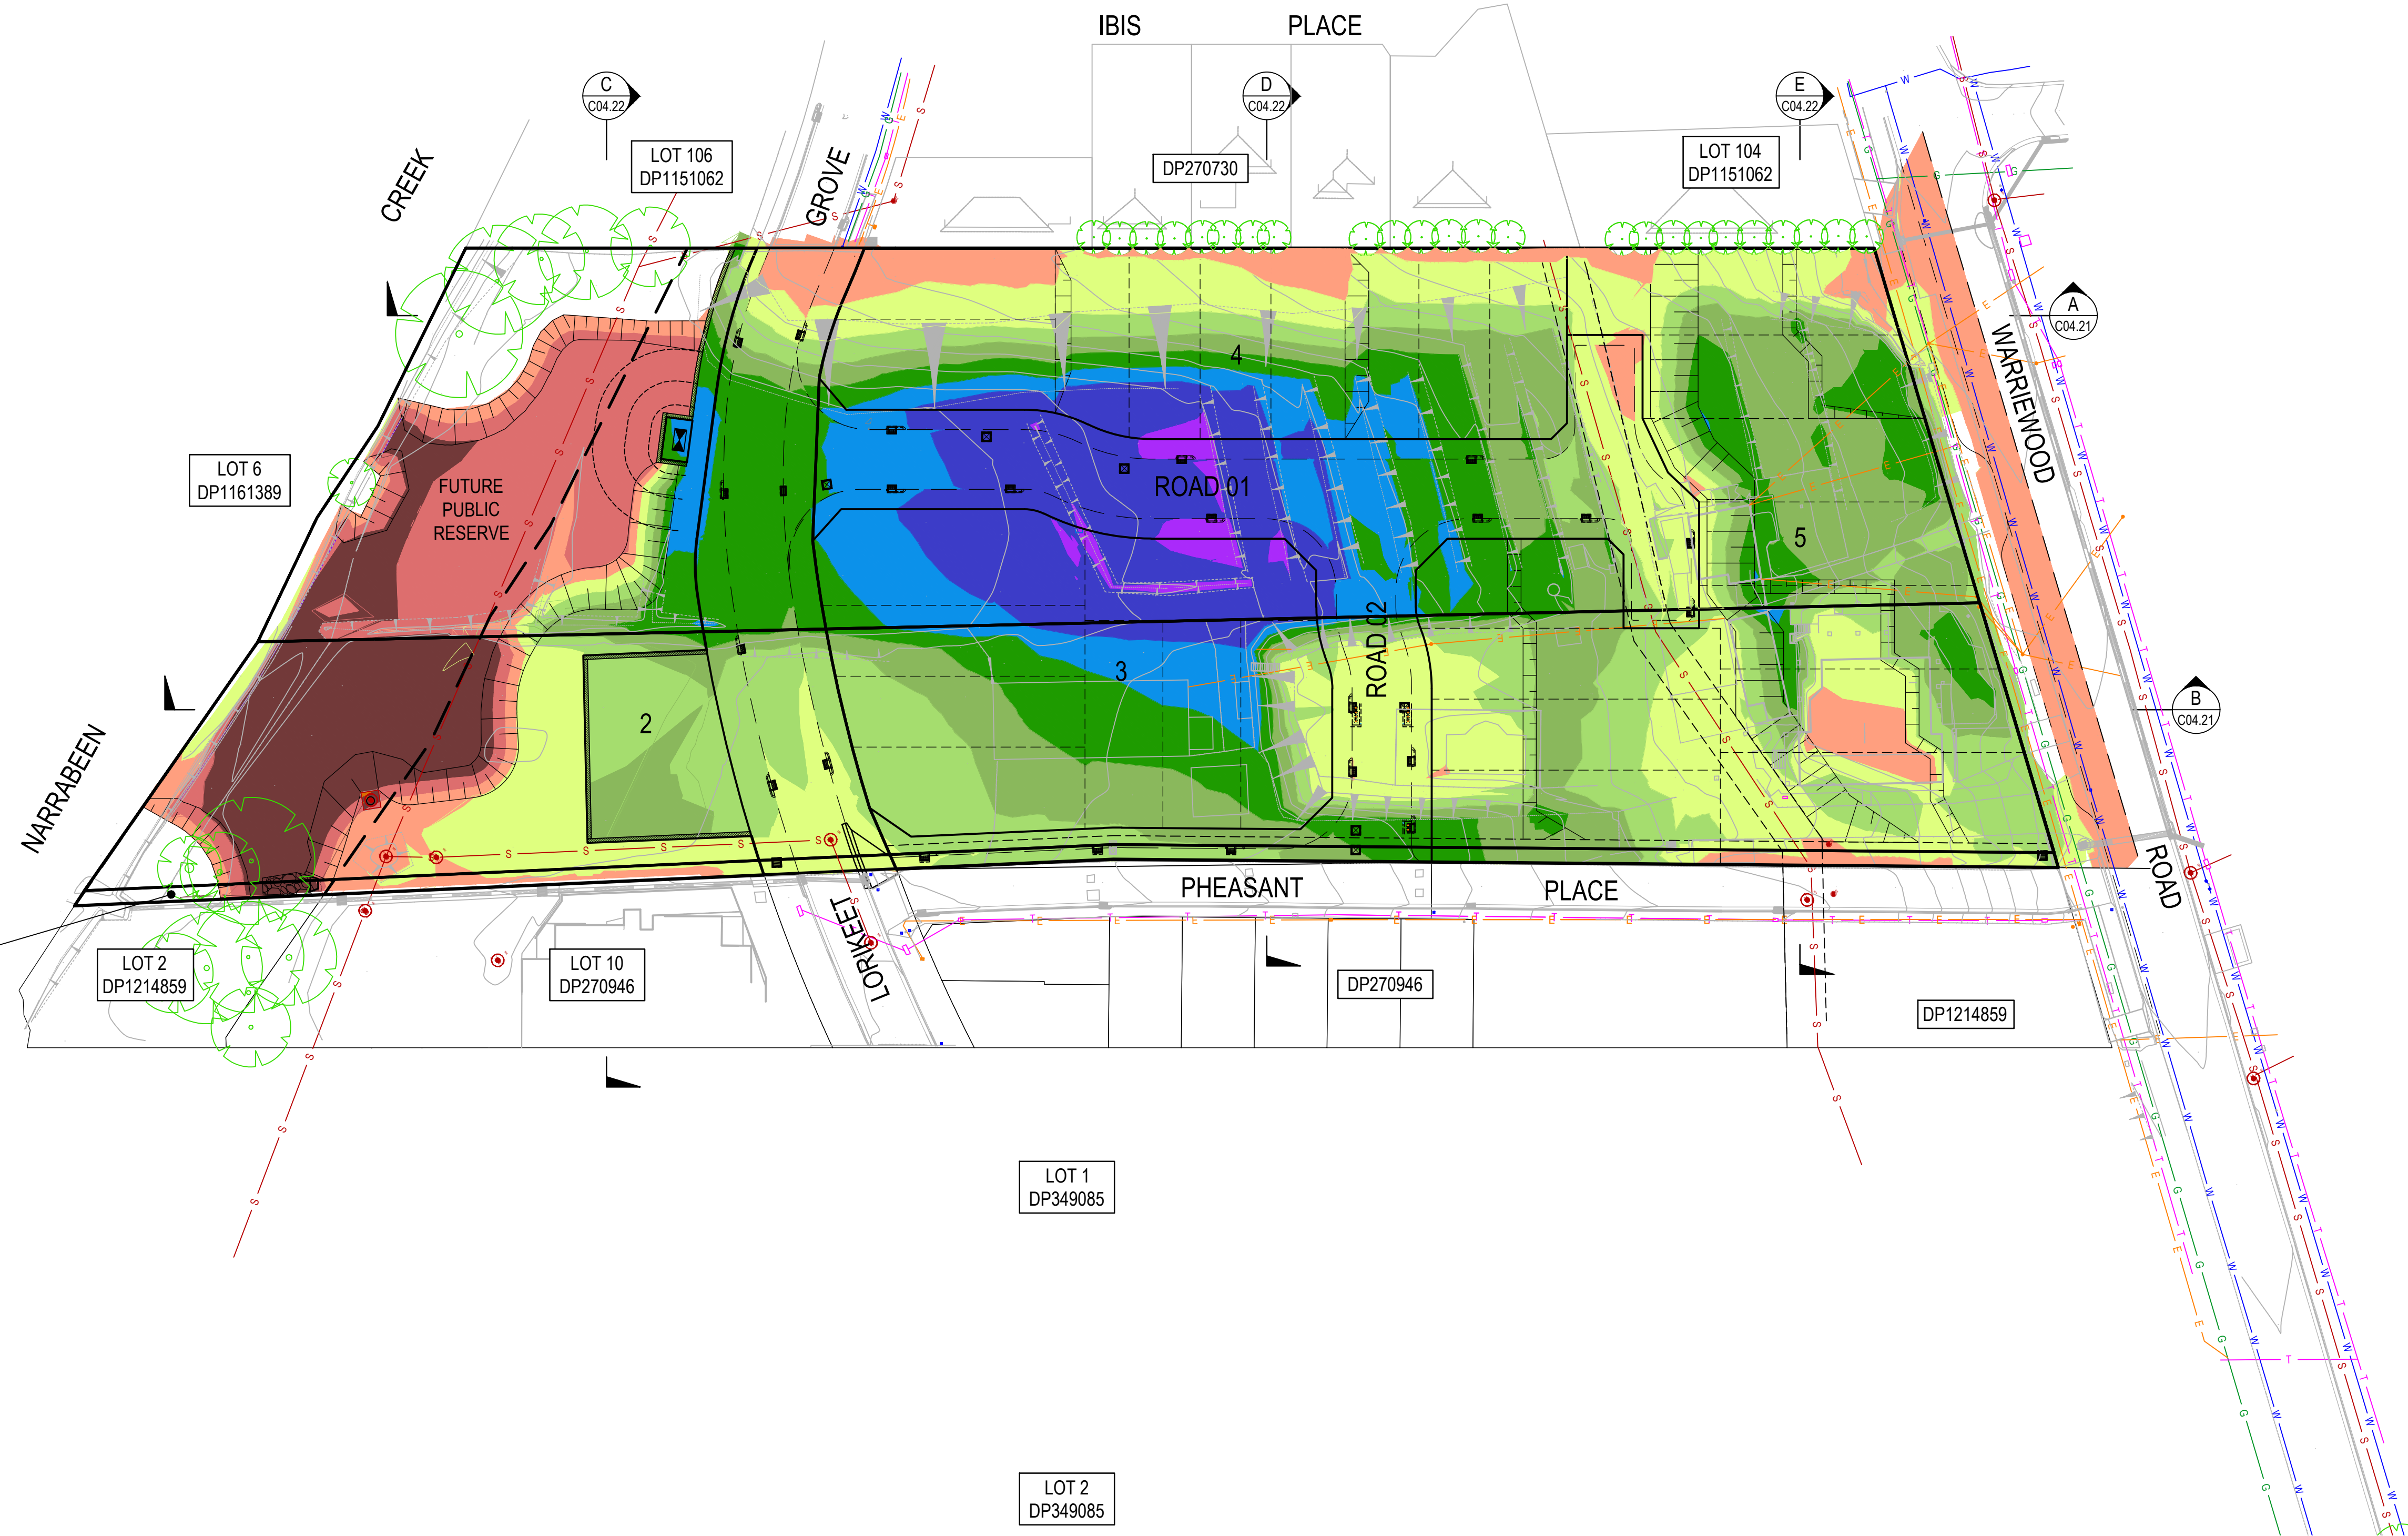 IBIS PLACE
C
C04.22
D
C04.22
E
C04.22
LOT 106
DP1151062
DP270730
LOT 104
DP1151062
CREEK
GROVE
A
C04.21
WARRIEWOOD
4
LOT 6
DP1161389
FUTURE
PUBLIC
RESERVE
ROAD 01
5
ROAD 02
3
2
B
C04.21
NARRABEEN
PHEASANT PLACE
ROAD
LORIKEET
LOT 2
DP1214859
LOT 10
DP270946
DP270946
DP1214859
LOT 1
DP349085
LOT 2
DP349085